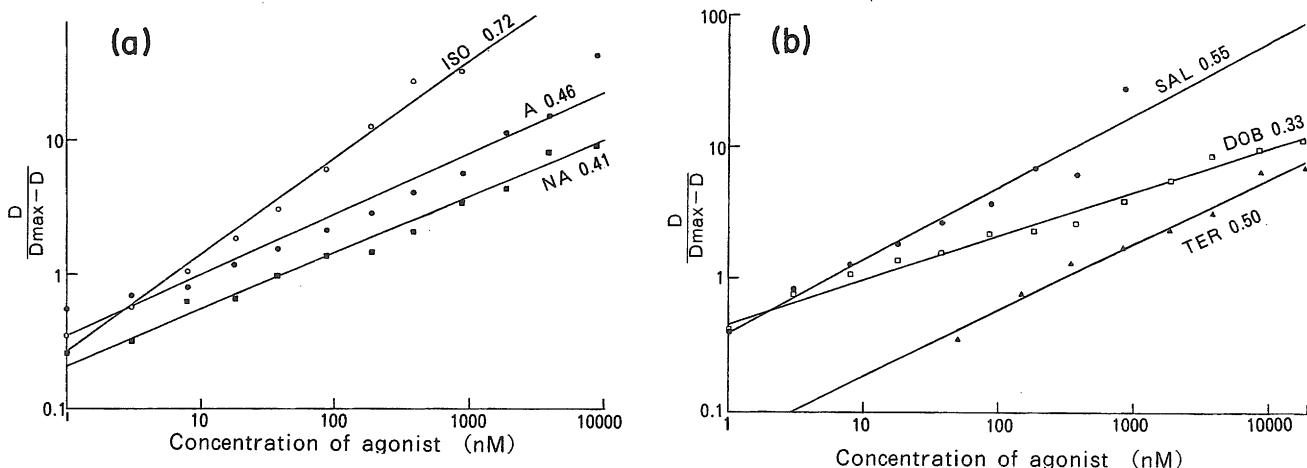 (a)
ISO 0.72
A 0.46
NA 0.41
10
1
0.1
D
Dmax−D
1
10
100
1000
10000
Concentration of agonist (nM)
(b)
SAL 0.55
DOB 0.33
TER 0.50
100
10
1
0.1
D
Dmax−D
1
10
100
1000
10000
Concentration of agonist (nM)